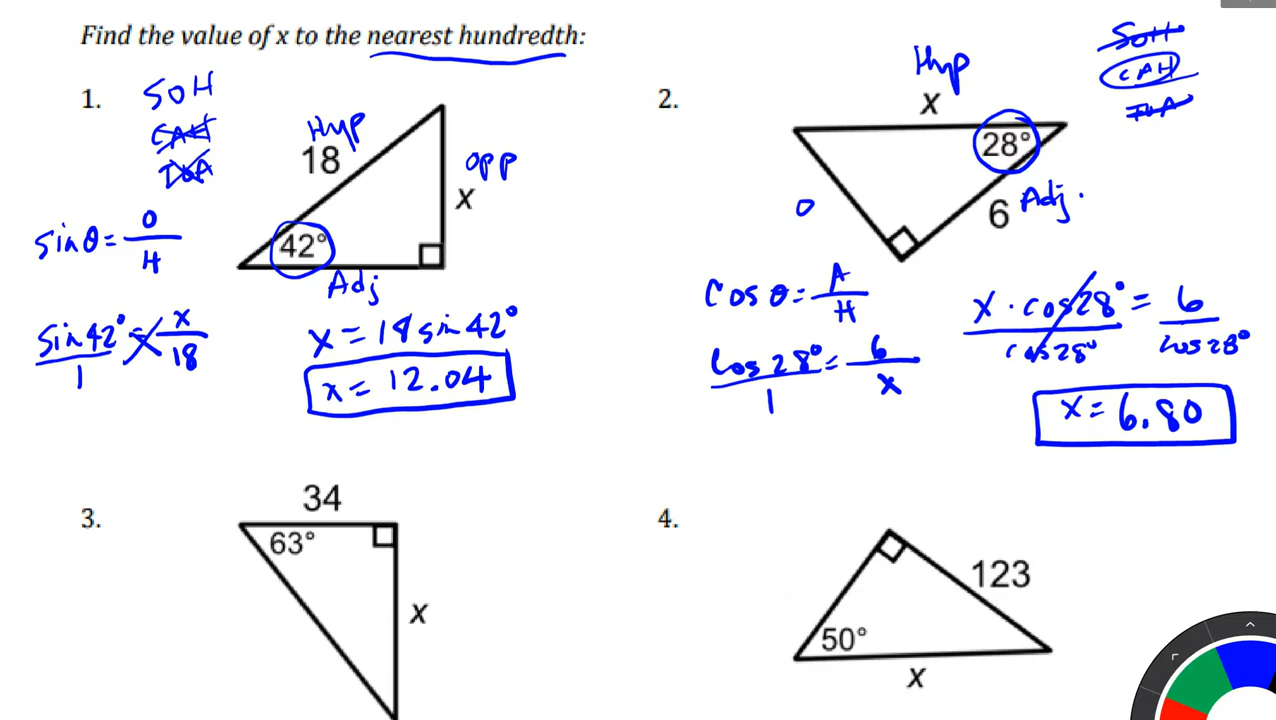 Find the value of x to the nearest hundredth:
1.
SOH
CAH
TOA
Hyp
18
opp
x
42°
Adj
sin θ = O/H
sin 42°/1 = x/18
x = 18 sin 42°
x = 12.04
2.
SOH
CAH
TOA
Hyp
x
28°
O
6 Adj.
Cos θ = A/H
Cos 28°/1 = 6/x
x · cos 28°/cos 28° = 6/cos 28°
x = 6.80
3.
34
63°
x
4.
123
50°
x